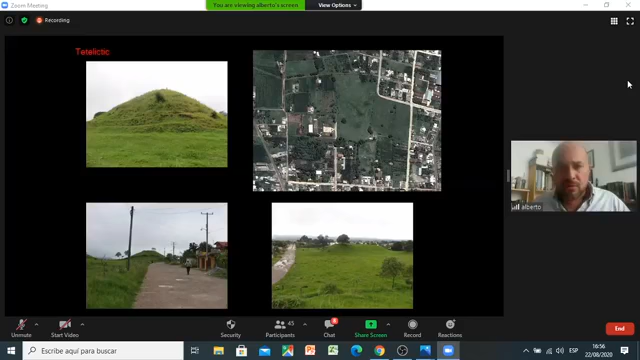 Zoom Meeting
You are viewing alberto's screen
View Options
Recording
Tetelictic
alberto
Unmute
Start Video
Security
45
Participants
8
Chat
Share Screen
Record
Reactions
End
Escribe aquí para buscar
ESP
16:56
22/08/2020